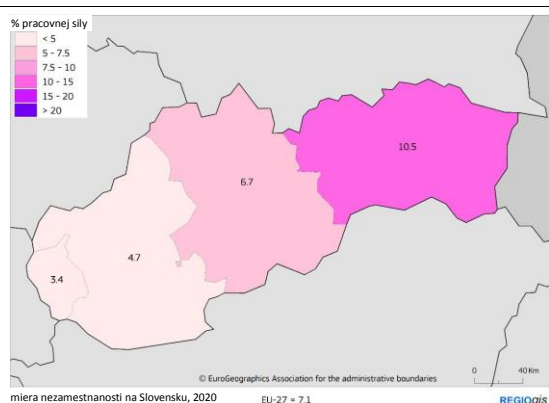 % pracovnej sily
< 5
5 - 7.5
7.5 - 10
10 - 15
15 - 20
> 20
10.5
6.7
4.7
3.4
© EuroGeographics Association for the administrative boundaries
0 40 Km
miera nezamestnanosti na Slovensku, 2020
EU-27 = 7.1
REGIOgis